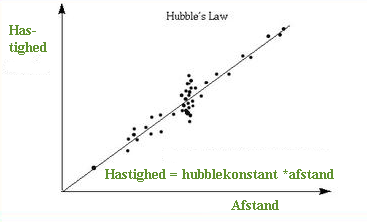 Hubble's Law
Has-
tighed
Hastighed = hubblekonstant *afstand
Afstand